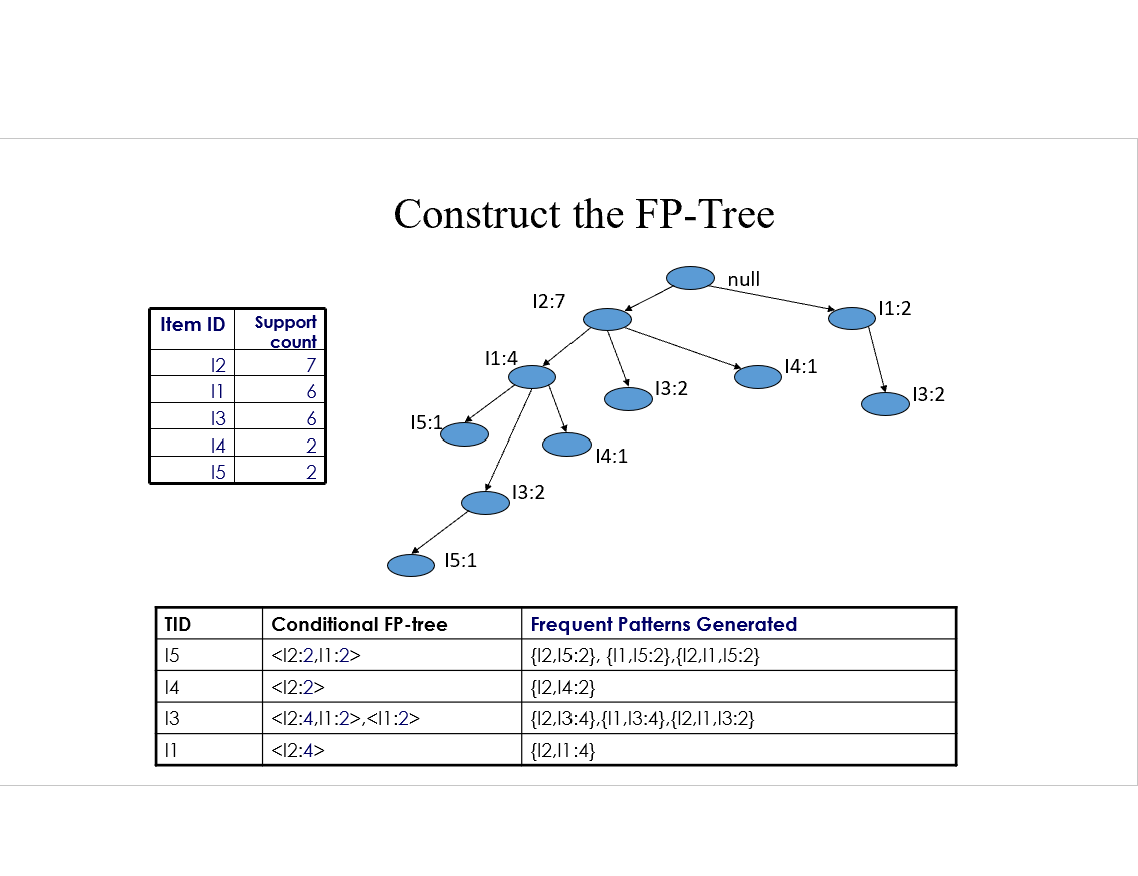 Construct the FP-Tree
null
I2:7
I1:2
I1:4
I3:2
I4:1
I3:2
I5:1
I4:1
I3:2
I5:1
Item ID Support count
I2 7
I1 6
I3 6
I4 2
I5 2
TID Conditional FP-tree Frequent Patterns Generated
I5 <I2:2,I1:2> {I2,I5:2}, {I1,I5:2},{I2,I1,I5:2}
I4 <I2:2> {I2,I4:2}
I3 <I2:4,I1:2>,<I1:2> {I2,I3:4},{I1,I3:4},{I2,I1,I3:2}
I1 <I2:4> {I2,I1:4}